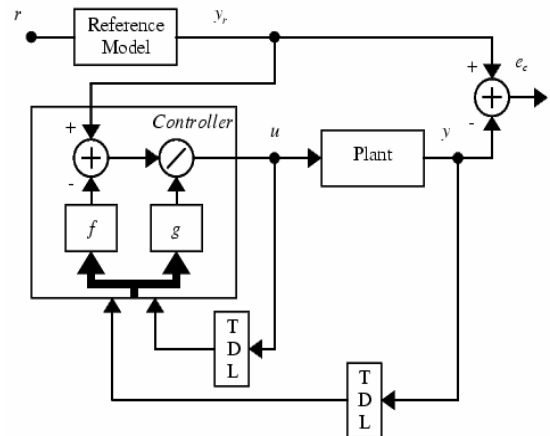 r
Reference
Model
y_r
+
e_c
+
-
+
Controller
u
y
+
Plant
-
f
g
T
D
L
T
D
L